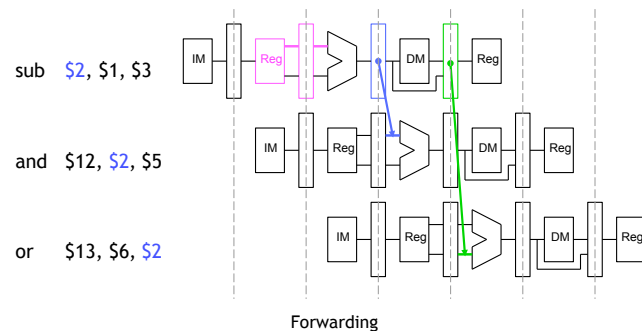 sub $2, $1, $3
IM Reg DM Reg
and $12, $2, $5
IM Reg DM Reg
or $13, $6, $2
IM Reg DM Reg
Forwarding